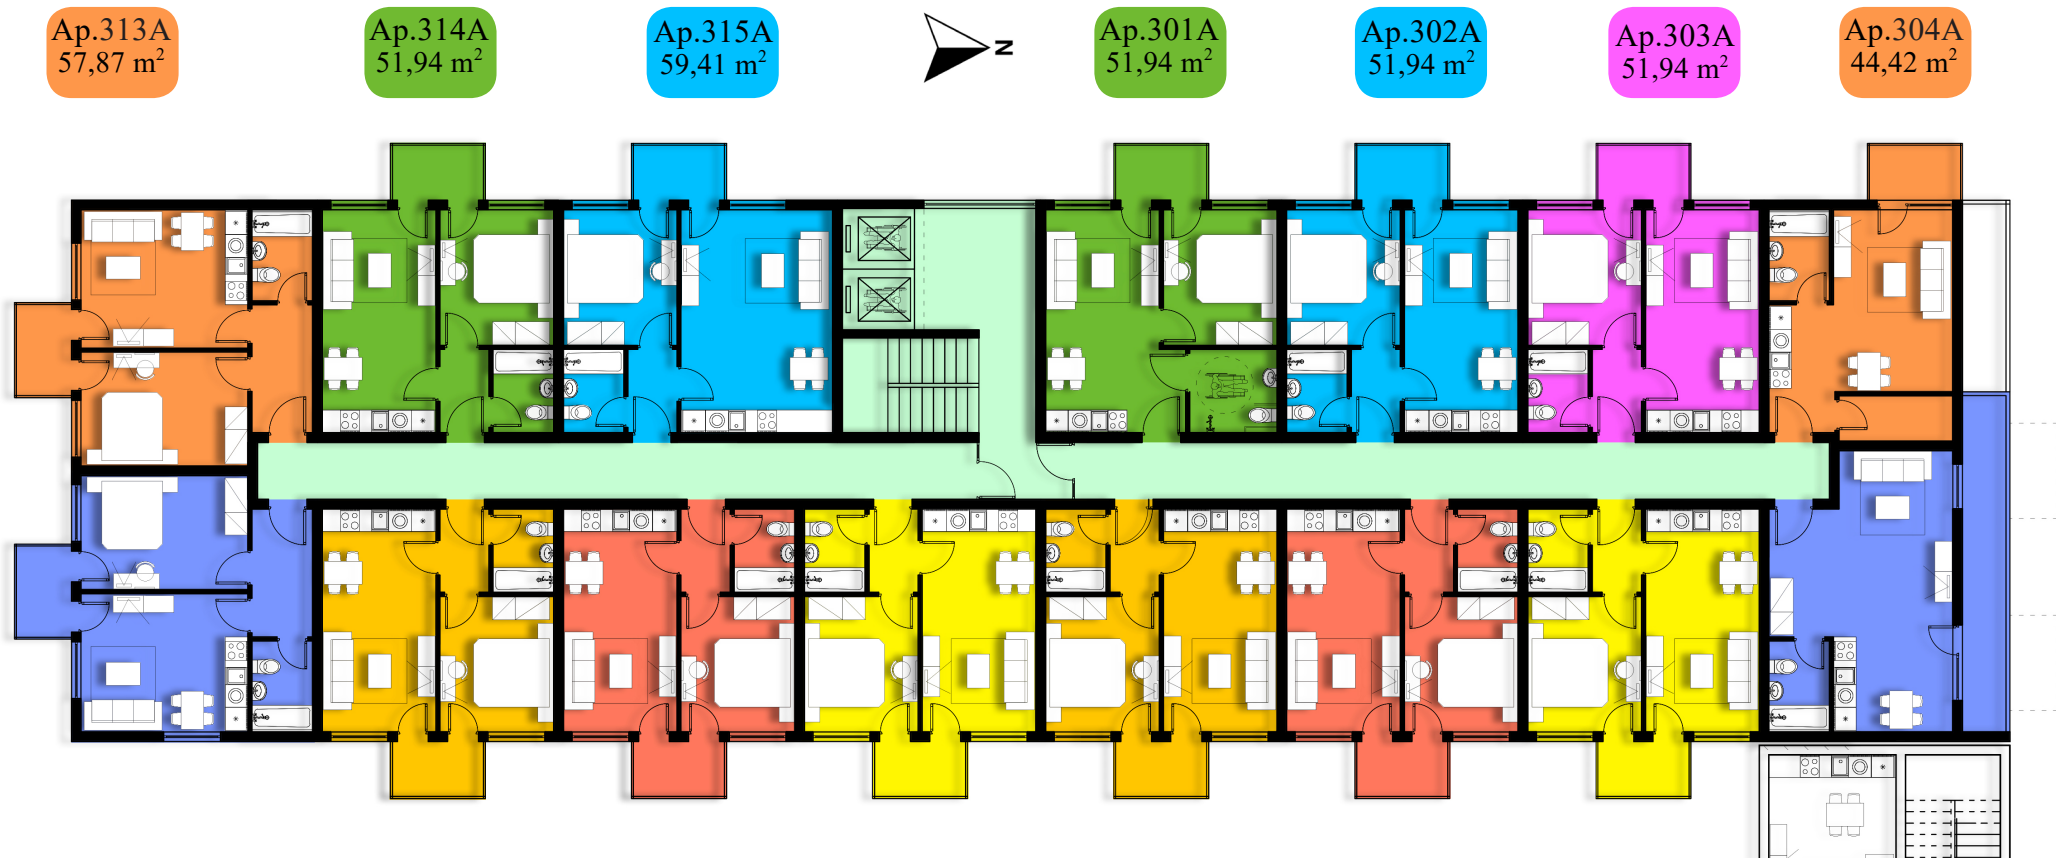 Ap.313A
57,87 m²
Ap.314A
51,94 m²
Ap.315A
59,41 m²
N
Ap.301A
51,94 m²
Ap.302A
51,94 m²
Ap.303A
51,94 m²
Ap.304A
44,42 m²